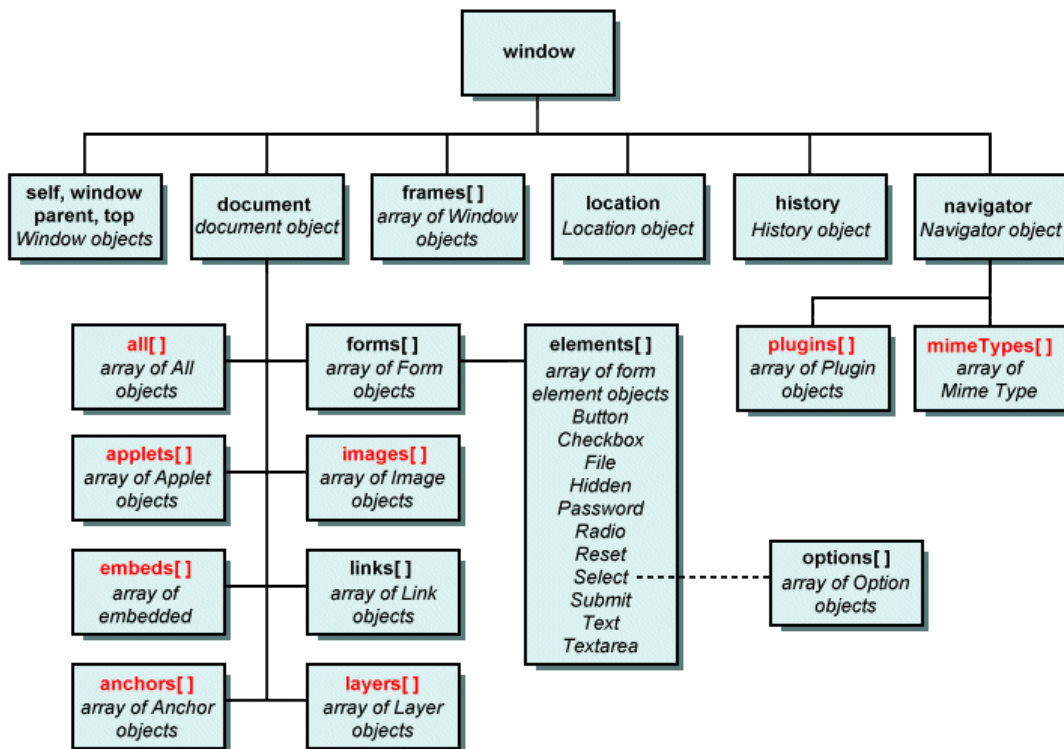 window
self, window
parent, top
Window objects
document
document object
frames[ ]
array of Window
objects
location
Location object
history
History object
navigator
Navigator object
all[ ]
array of All
objects
forms[ ]
array of Form
objects
elements[ ]
array of form
element objects
Button
Checkbox
File
Hidden
Password
Radio
Reset
Select
Submit
Text
Textarea
plugins[ ]
array of Plugin
objects
mimeTypes[ ]
array of
Mime Type
applets[ ]
array of Applet
objects
images[ ]
array of Image
objects
embeds[ ]
array of
embedded
links[ ]
array of Link
objects
options[ ]
array of Option
objects
anchors[ ]
array of Anchor
objects
layers[ ]
array of Layer
objects